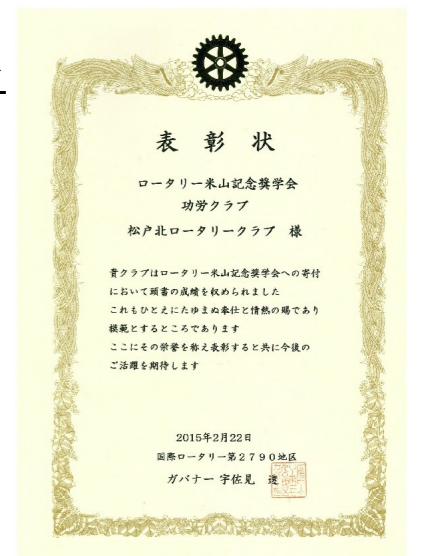 表彰状
ロータリー米山記念奨学会
功労クラブ
松戸北ロータリークラブ 様
貴クラブはロータリー米山記念奨学会への寄付
において頭書の成績を収められました
これもひとえにたゆまぬ奉仕と情熱の賜であり
模範とするところであります
ここにその栄誉を称え表彰すると共に今後の
ご活躍を期待します
2015年2月22日
国際ロータリー第2790地区
ガバナー 宇佐見 透